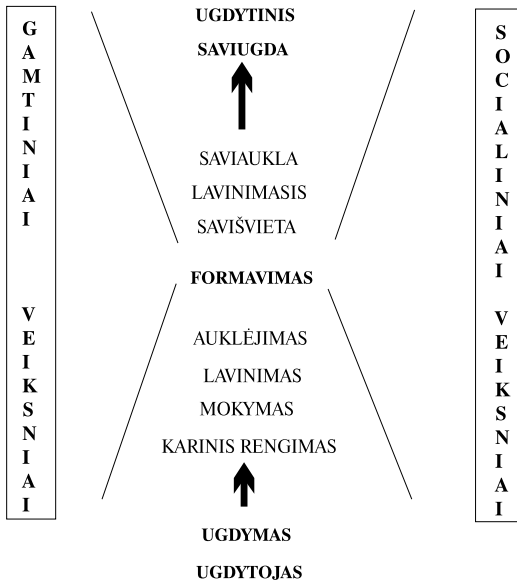 GAMTINIAI VEIKSNIAI
UGDYTINIS
SAVIUGDA
SAVIAUKLA
LAVINIMASIS
SAVIŠVIETA
FORMAVIMAS
AUKLĖJIMAS
LAVINIMAS
MOKYMAS
KARINIS RENGIMAS
UGDYMAS
UGDYTOJAS
SOCIALINIAI VEIKSNIAI